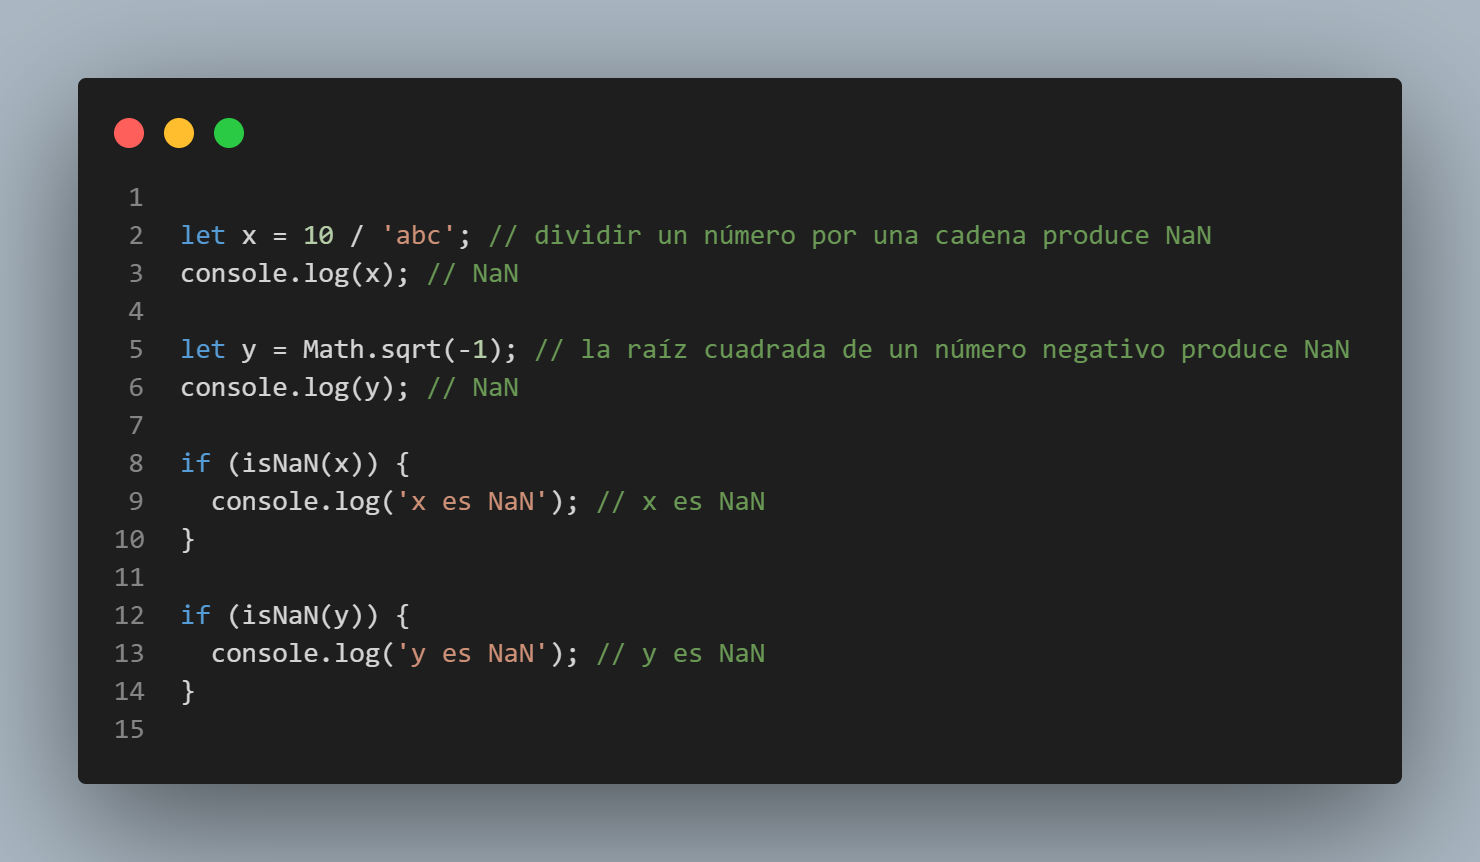 1
2 let x = 10 / 'abc'; // dividir un número por una cadena produce NaN
3 console.log(x); // NaN
4
5 let y = Math.sqrt(-1); // la raíz cuadrada de un número negativo produce NaN
6 console.log(y); // NaN
7
8 if (isNaN(x)) {
9   console.log('x es NaN'); // x es NaN
10 }
11
12 if (isNaN(y)) {
13   console.log('y es NaN'); // y es NaN
14 }
15